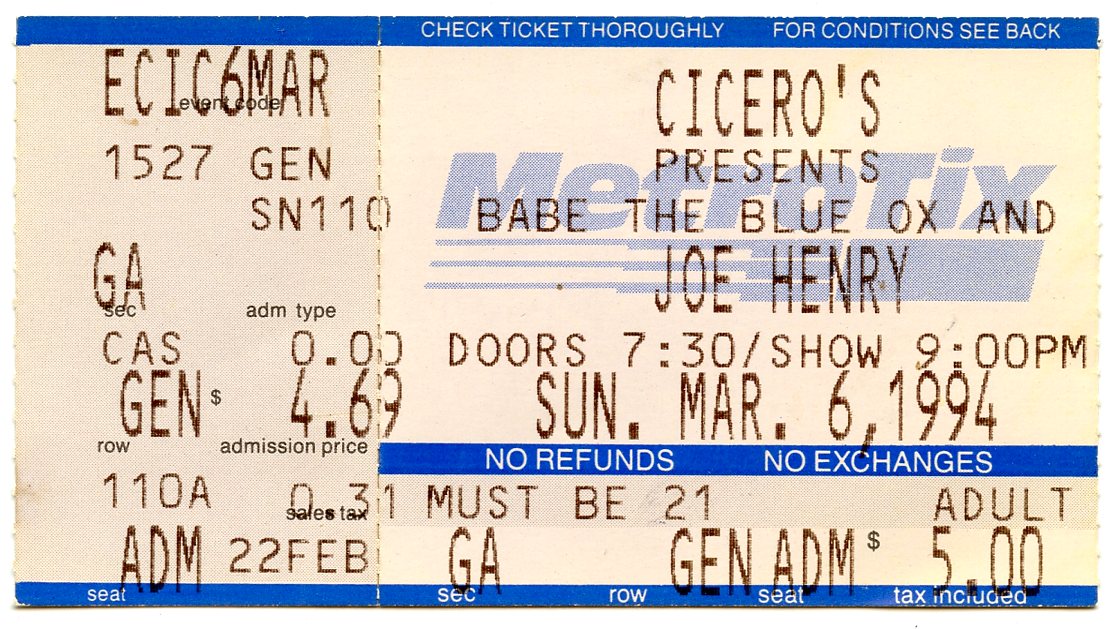 CHECK TICKET THOROUGHLY FOR CONDITIONS SEE BACK
ECIC6MAR
event code
1527 GEN
SN110
GA
sec adm type
CAS 0.00
GEN $ 4.69
row admission price
110A 0.31
sales tax
ADM 22FEB
seat
MetroTix
CICERO'S
PRESENTS
BABE THE BLUE OX AND
JOE HENRY
DOORS 7:30/SHOW 9:00PM
SUN. MAR. 6,1994
NO REFUNDS NO EXCHANGES
MUST BE 21 ADULT
GA GEN ADM $ 5.00
sec row seat tax included